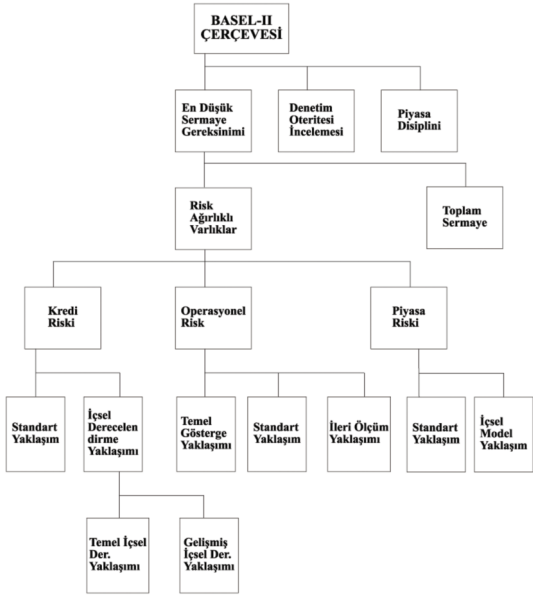 BASEL-II
ÇERÇEVESİ
En Düşük
Sermaye
Gereksinimi
Denetim
Oteritesi
İncelemesi
Piyasa
Disiplini
Risk
Ağırlıklı
Varlıklar
Toplam
Sermaye
Kredi
Riski
Operasyonel
Risk
Piyasa
Riski
Standart
Yaklaşım
İçsel
Derecelen
dirme
Yaklaşımı
Temel
Gösterge
Yaklaşımı
Standart
Yaklaşım
İleri Ölçüm
Yaklaşımı
Standart
Yaklaşım
İçsel
Model
Yaklaşım
Temel İçsel
Der.
Yaklaşımı
Gelişmiş
İçsel Der.
Yaklaşımı